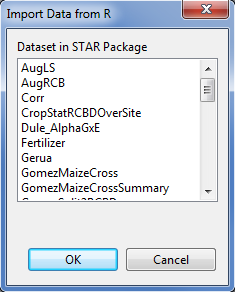 Import Data from R
Dataset in STAR Package
AugLS
AugRCB
Corr
CropStatRCBDOverSite
Dule_AlphaGxE
Fertilizer
Gerua
GomezMaizeCross
GomezMaizeCrossSummary
OK
Cancel